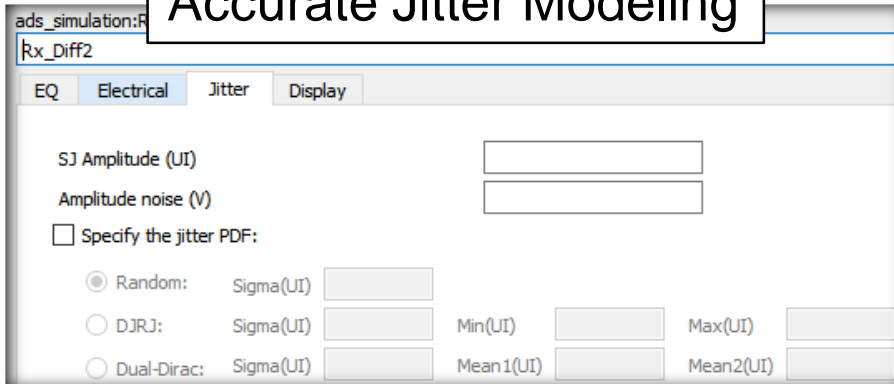 Accurate Jitter Modeling
ads_simulation:R
Rx_Diff2
EQ Electrical Jitter Display
SJ Amplitude (UI)
Amplitude noise (V)
Specify the jitter PDF:
Random: Sigma(UI)
DJRJ: Sigma(UI) Min(UI) Max(UI)
Dual-Dirac: Sigma(UI) Mean1(UI) Mean2(UI)